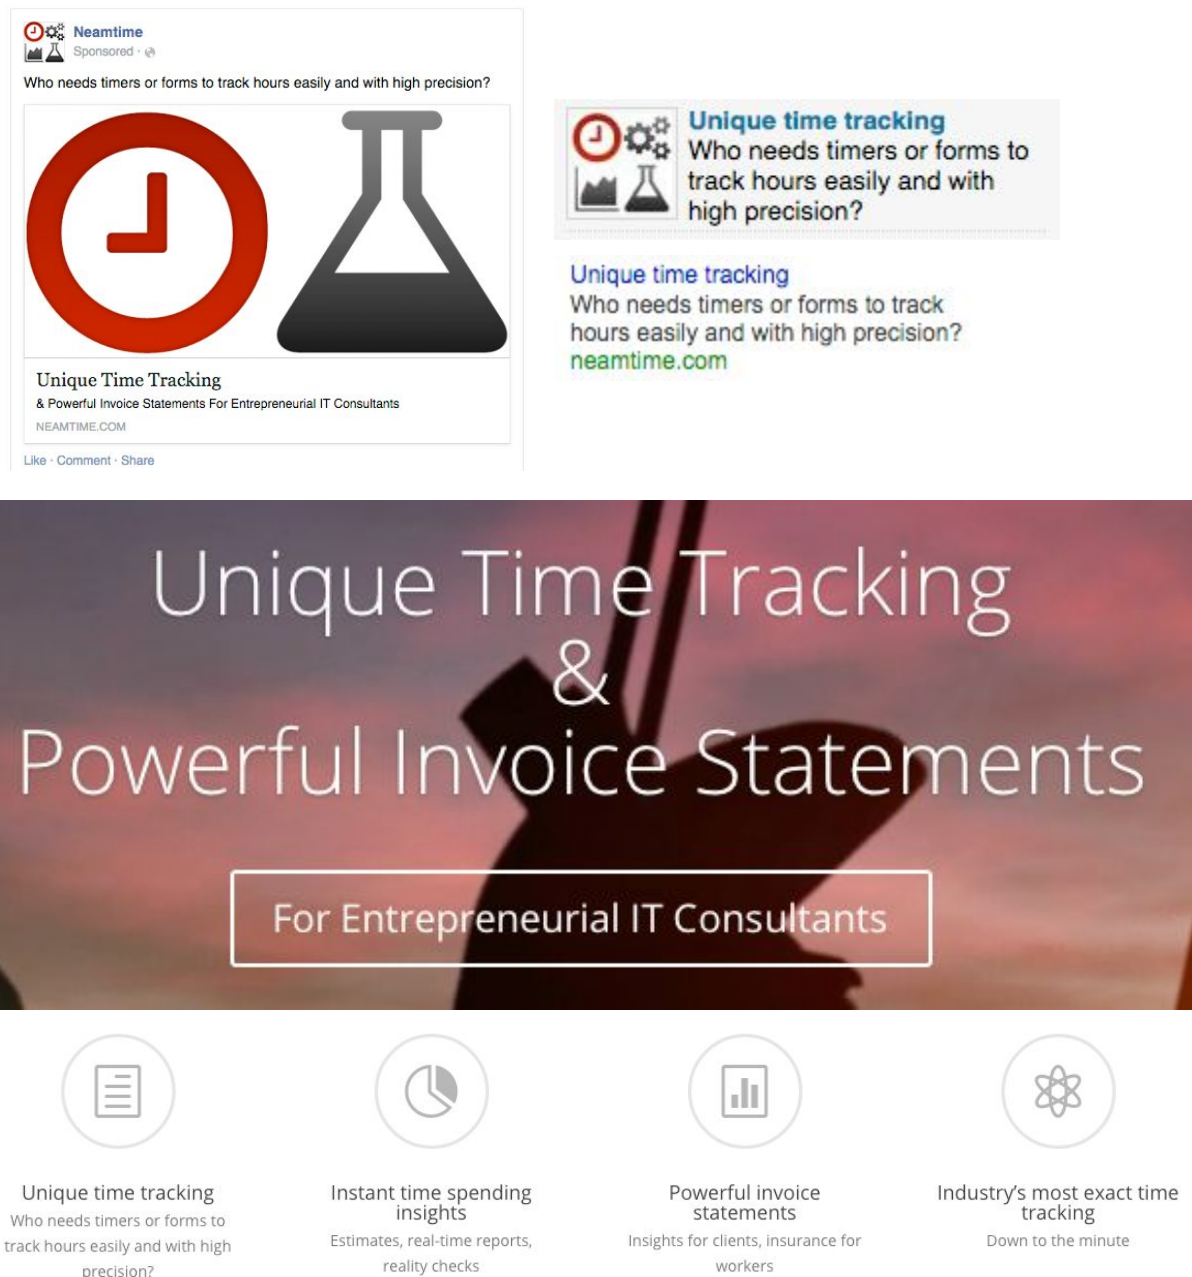 Neamtime
Sponsored ·
Who needs timers or forms to track hours easily and with high precision?
Unique Time Tracking
& Powerful Invoice Statements For Entrepreneurial IT Consultants
NEAMTIME.COM
Like · Comment · Share
Unique time tracking
Who needs timers or forms to
track hours easily and with
high precision?
Unique time tracking
Who needs timers or forms to track
hours easily and with high precision?
neamtime.com
Unique Time Tracking
&
Powerful Invoice Statements
For Entrepreneurial IT Consultants
Unique time tracking
Who needs timers or forms to
track hours easily and with high
precision?
Instant time spending
insights
Estimates, real-time reports,
reality checks
Powerful invoice
statements
Insights for clients, insurance for
workers
Industry’s most exact time
tracking
Down to the minute